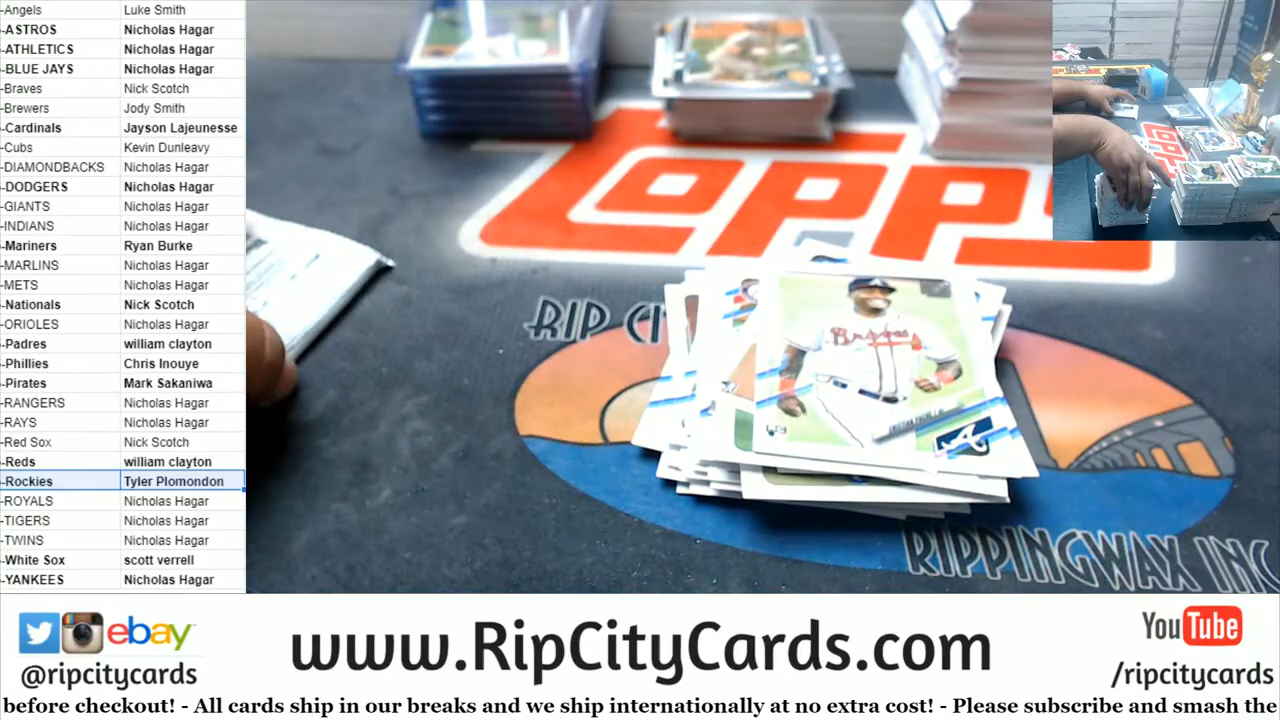 -Angels Luke Smith
-ASTROS Nicholas Hagar
-ATHLETICS Nicholas Hagar
-BLUE JAYS Nicholas Hagar
-Braves Nick Scotch
-Brewers Jody Smith
-Cardinals Jayson Lajeunesse
-Cubs Kevin Dunleavy
-DIAMONDBACKS Nicholas Hagar
-DODGERS Nicholas Hagar
-GIANTS Nicholas Hagar
-INDIANS Nicholas Hagar
-Mariners Ryan Burke
-MARLINS Nicholas Hagar
-METS Nicholas Hagar
-Nationals Nick Scotch
-ORIOLES Nicholas Hagar
-Padres william clayton
-Phillies Chris Inouye
-Pirates Mark Sakaniwa
-RANGERS Nicholas Hagar
-RAYS Nicholas Hagar
-Red Sox Nick Scotch
-Reds william clayton
-Rockies Tyler Plomondon
-ROYALS Nicholas Hagar
-TIGERS Nicholas Hagar
-TWINS Nicholas Hagar
-White Sox scott verrell
-YANKEES Nicholas Hagar
TOPPS
RIP CI
Braves
A
RIPPINGWAX INC
ebay
@ripcitycards
www.RipCityCards.com
YouTube
/ripcitycards
before checkout! - All cards ship in our breaks and we ship internationally at no extra cost! - Please subscribe and smash the